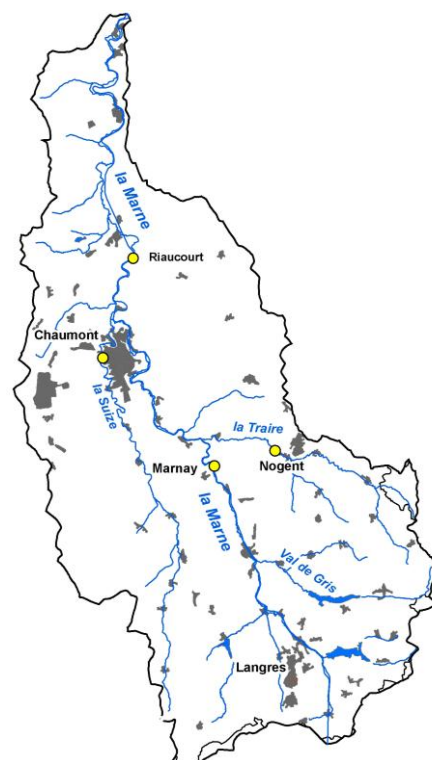 la Marne
Riaucourt
Chaumont
la Suize
la Traire
Marnay
Nogent
la Marne
Val de Gris
Langres